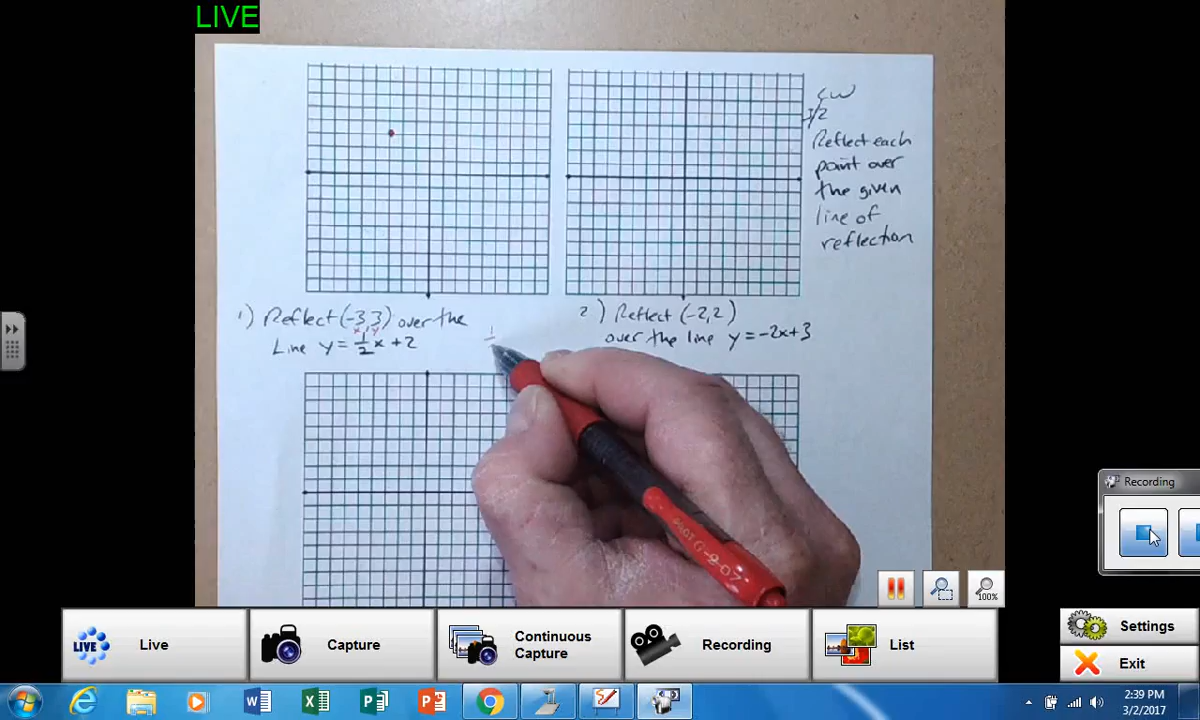 LIVE
CW
7/2
Reflect each
point over
the given
line of
reflection
1) Reflect (-3,3) over the
x, y
Line y = 1/2 x + 2
1
2) Reflect (-2,2)
over the line y = -2x+3
Recording
100%
LIVE Live
Capture
Continuous
Capture
Recording
List
Settings
Exit
2:39 PM
3/2/2017